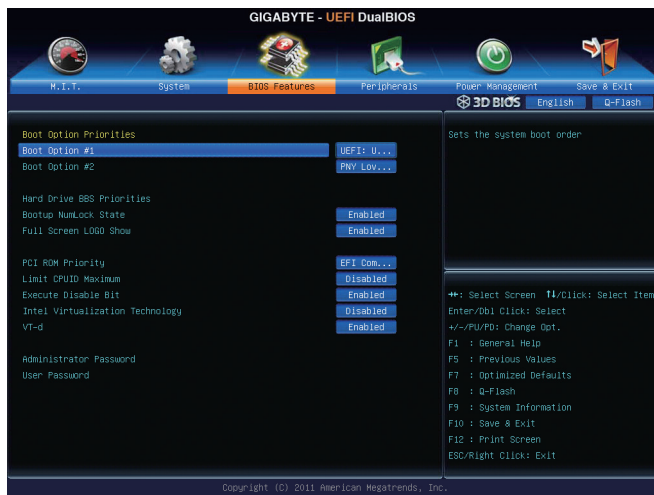 GIGABYTE - UEFI DualBIOS
M.I.T. System BIOS Features Peripherals Power Management Save & Exit
3D BIOS English Q-Flash
Boot Option Priorities
Boot Option #1 UEFI: U...
Boot Option #2 PNY Lov...
Hard Drive BBS Priorities
Bootup NumLock State Enabled
Full Screen LOGO Show Enabled
PCI ROM Priority EFI Com...
Limit CPUID Maximum Disabled
Execute Disable Bit Enabled
Intel Virtualization Technology Disabled
VT-d Enabled
Administrator Password
User Password
Sets the system boot order
→←: Select Screen ↑↓/Click: Select Item
Enter/Dbl Click: Select
+/-/PU/PD: Change Opt.
F1 : General Help
F5 : Previous Values
F7 : Optimized Defaults
F8 : Q-Flash
F9 : System Information
F10 : Save & Exit
F12 : Print Screen
ESC/Right Click: Exit
Copyright (C) 2011 American Megatrends, Inc.